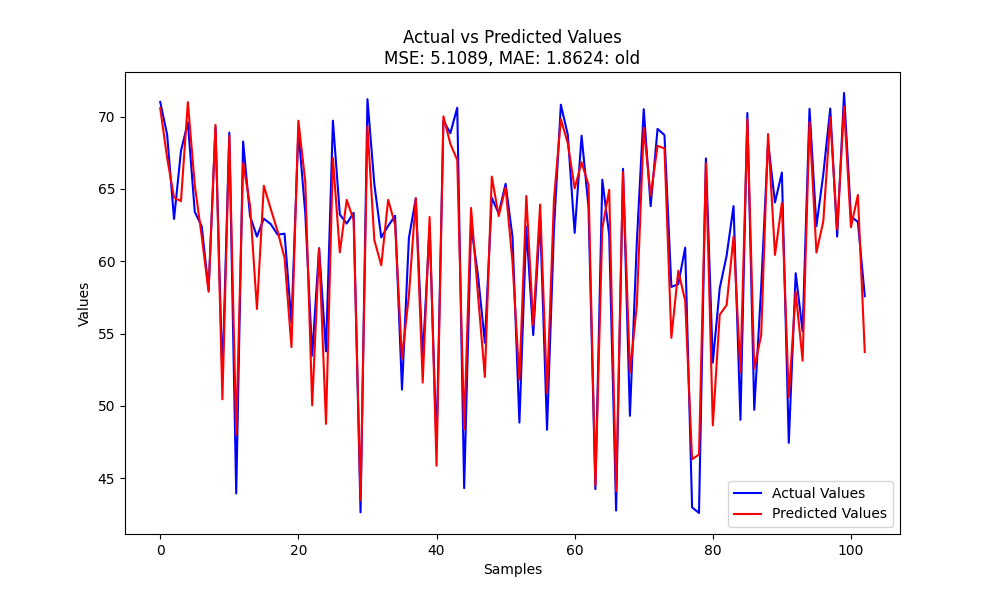 Actual vs Predicted Values
MSE: 5.1089, MAE: 1.8624: old
Values
70
65
60
55
50
45
0
20
40
60
80
100
Samples
Actual Values
Predicted Values